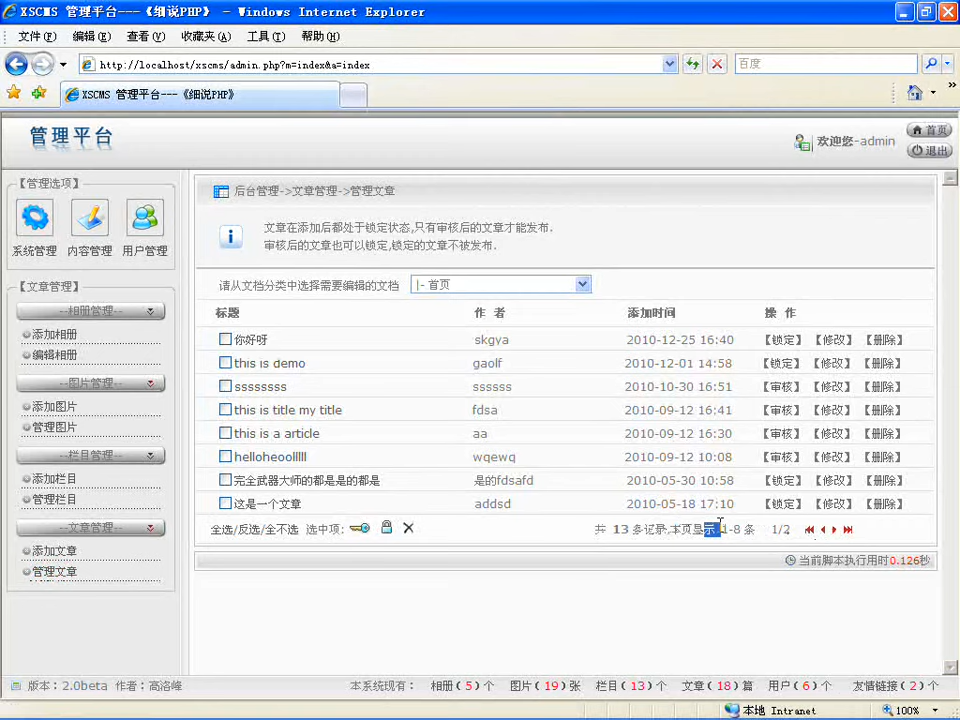 XSCMS 管理平台---《细说PHP》 - Windows Internet Explorer
文件(F) 编辑(E) 查看(V) 收藏夹(A) 工具(T) 帮助(H)
http://localhost/xscms/admin.php?m=index&a=index
百度
XSCMS 管理平台---《细说PHP》
管理平台
欢迎您-admin
首页
退出
【管理选项】
系统管理 内容管理 用户管理
【文章管理】
--相册管理--
添加相册
编辑相册
--图片管理--
添加图片
管理图片
--栏目管理--
添加栏目
管理栏目
--文章管理--
添加文章
管理文章
后台管理->文章管理->管理文章
文章在添加后都处于锁定状态,只有审核后的文章才能发布.
审核后的文章也可以锁定,锁定的文章不被发布.
请从文档分类中选择需要编辑的文档 |- 首页
标题 作 者 添加时间 操 作
你好呀 skgya 2010-12-25 16:40 【锁定】 【修改】 【删除】
this is demo gaolf 2010-12-01 14:58 【锁定】 【修改】 【删除】
ssssssss ssssss 2010-10-30 16:51 【审核】 【修改】 【删除】
this is title my title fdsa 2010-09-12 16:41 【审核】 【修改】 【删除】
this is a article aa 2010-09-12 16:30 【审核】 【修改】 【删除】
helloheoolllll wqewq 2010-09-12 10:08 【审核】 【修改】 【删除】
完全武器大师的都是是的都是 是的fdsafd 2010-05-30 10:58 【锁定】 【修改】 【删除】
这是一个文章 addsd 2010-05-18 17:10 【锁定】 【修改】 【删除】
全选/反选/全不选 选中项: 共 13 条记录,本页显示 1-8 条 1/2
当前脚本执行用时0.126秒
版本：2.0beta 作者：高洛峰 本系统现有： 相册(5)个 图片(19)张 栏目(13)个 文章(18)篇 用户(6)个 友情链接(2)个
本地 Intranet 100%